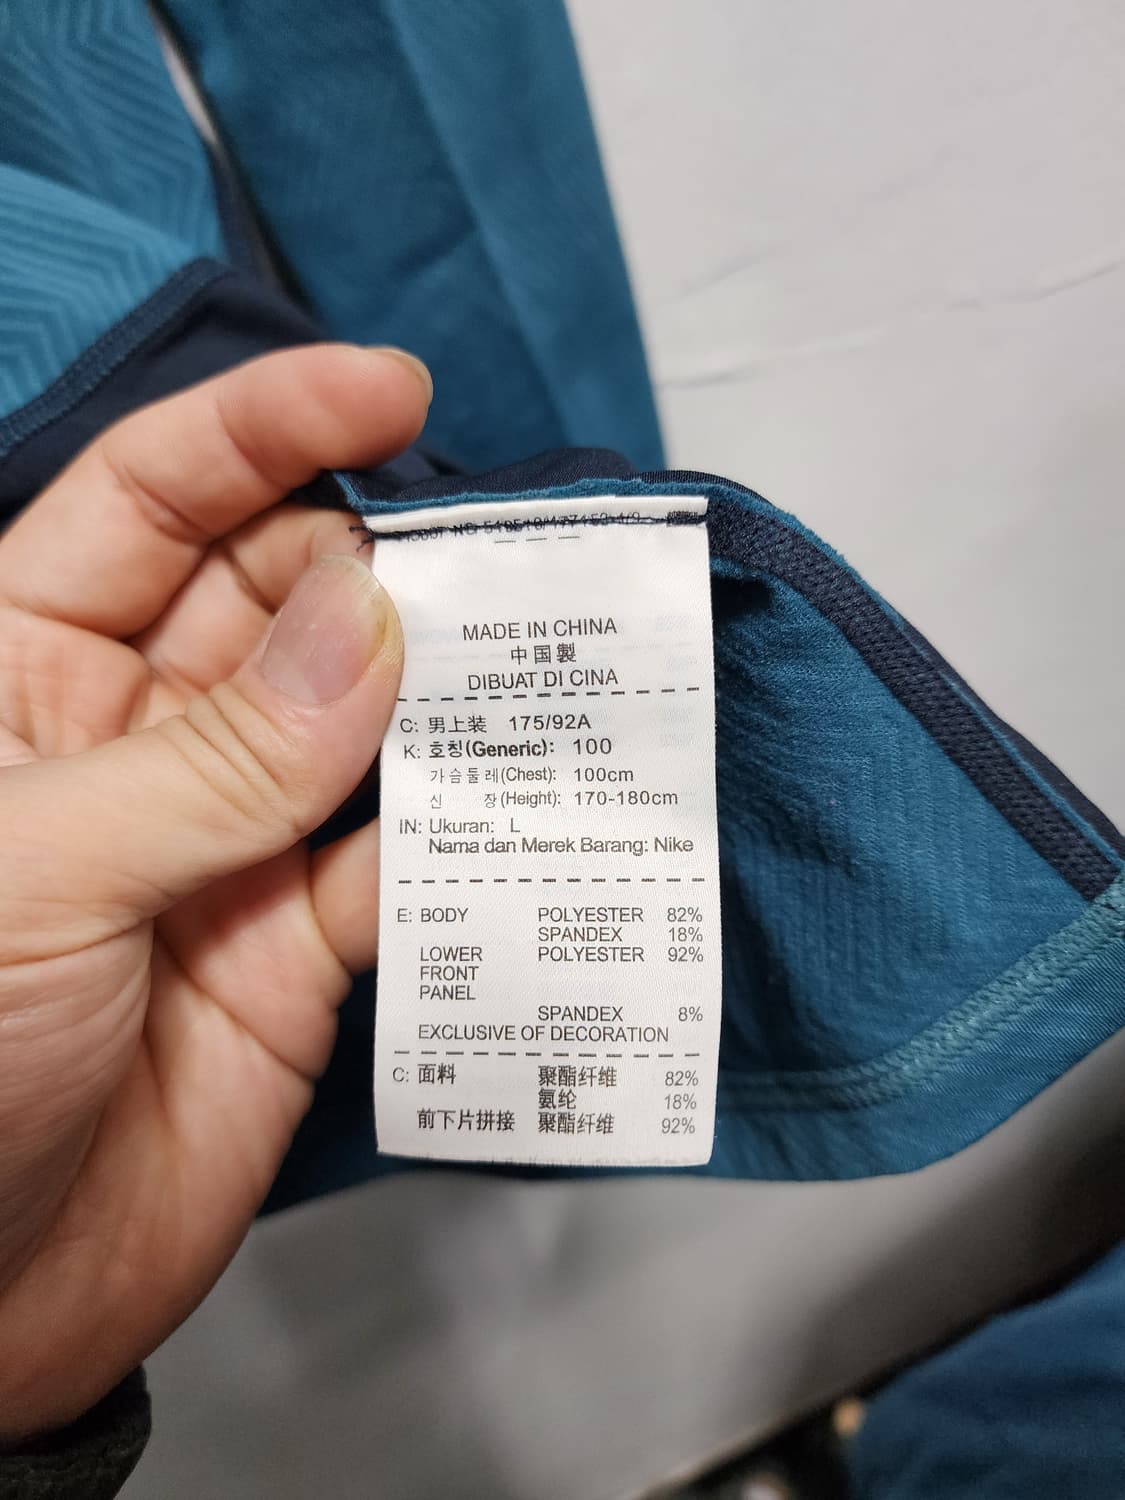 MADE IN CHINA
中国製
DIBUAT DI CINA
C: 男上装 175/92A
K: 호칭(Generic): 100
가슴둘레(Chest): 100cm
신 장(Height): 170-180cm
IN: Ukuran: L
Nama dan Merek Barang: Nike
E: BODY POLYESTER 82%
SPANDEX 18%
LOWER POLYESTER 92%
FRONT
PANEL
SPANDEX 8%
EXCLUSIVE OF DECORATION
C: 面料 聚酯纤维 82%
氨纶 18%
前下片拼接 聚酯纤维 92%